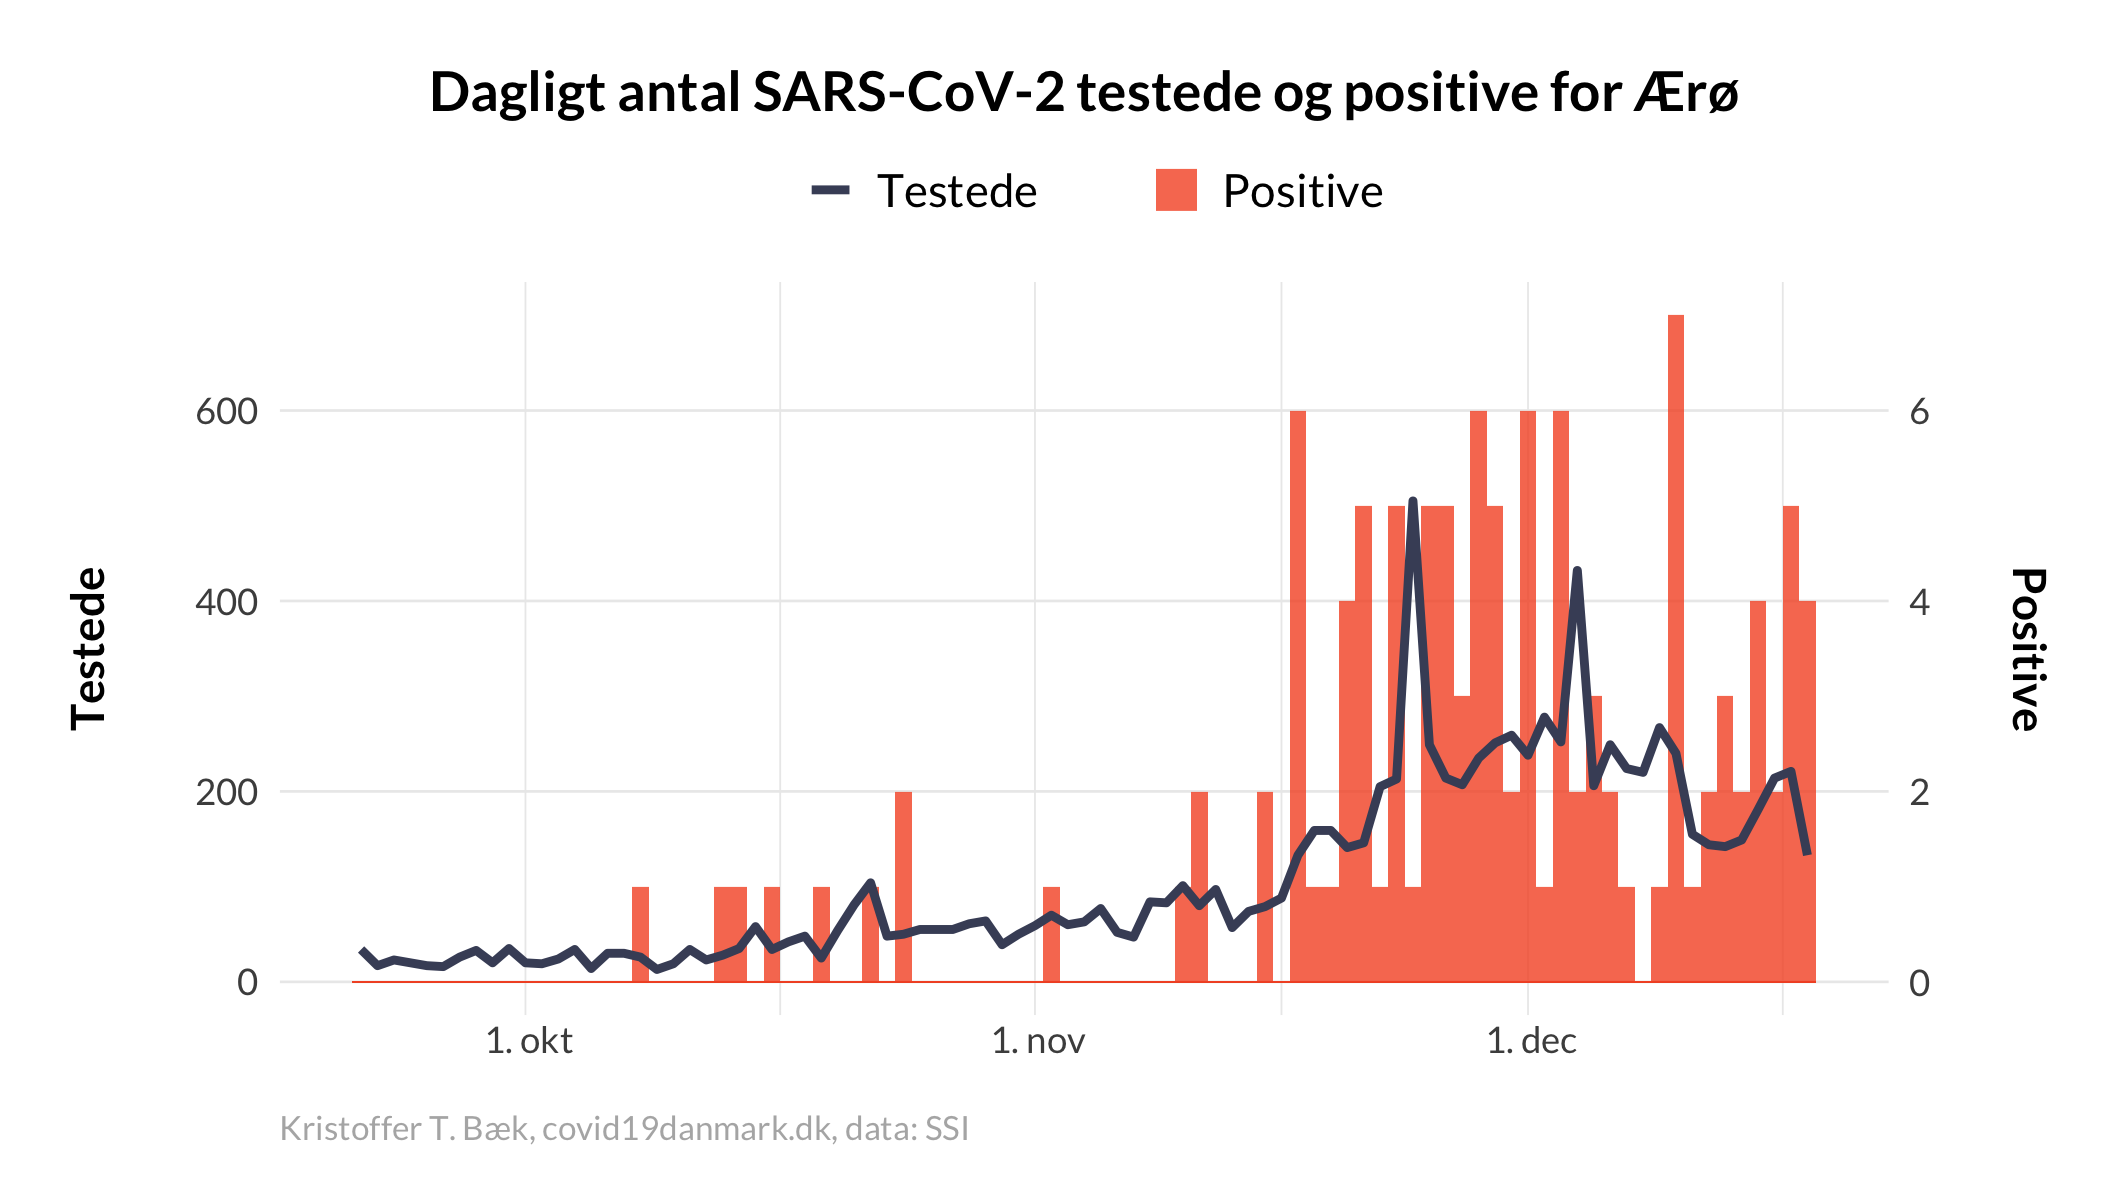 Dagligt antal SARS-CoV-2 testede og positive for Ærø
Testede Positive
600 6
400 4
200 2
0 0
Testede
Positive
1. okt 1. nov 1. dec
Kristoffer T. Bæk, covid19danmark.dk, data: SSI